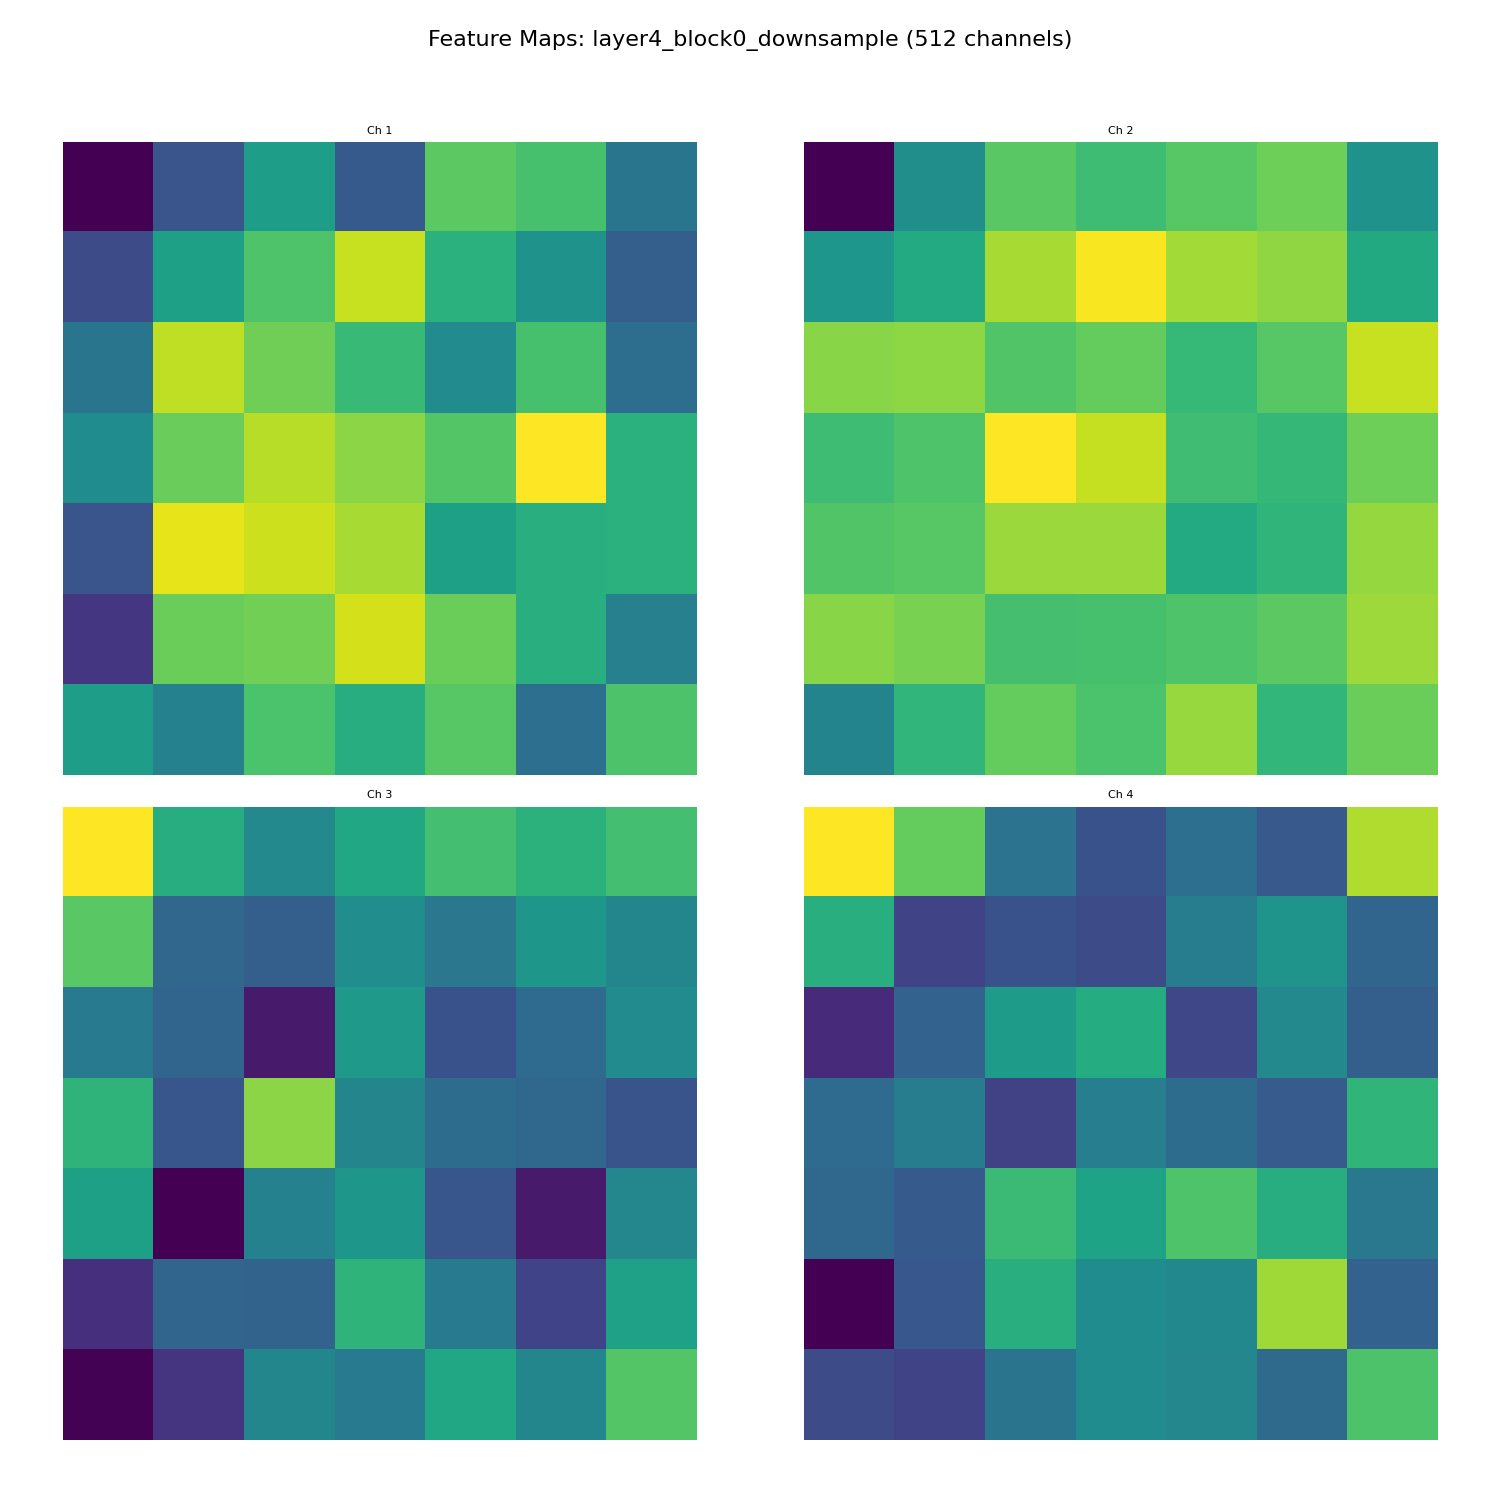 Feature Maps: layer4_block0_downsample (512 channels)
Ch 1
Ch 2
Ch 3
Ch 4